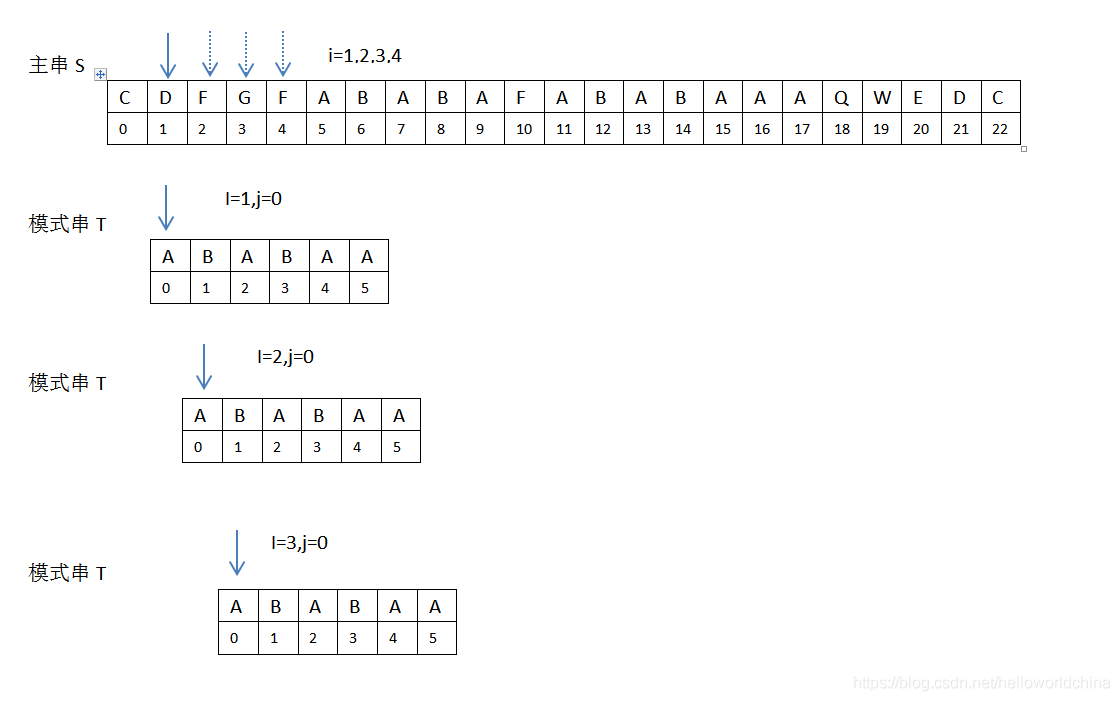 i=1,2,3,4
主串 S
C D F G F A B A B A F A B A B A A A Q W E D C
0 1 2 3 4 5 6 7 8 9 10 11 12 13 14 15 16 17 18 19 20 21 22
I=1,j=0
模式串 T
A B A B A A
0 1 2 3 4 5
I=2,j=0
模式串 T
A B A B A A
0 1 2 3 4 5
I=3,j=0
模式串 T
A B A B A A
0 1 2 3 4 5
https://blog.csdn.net/helloworldchina